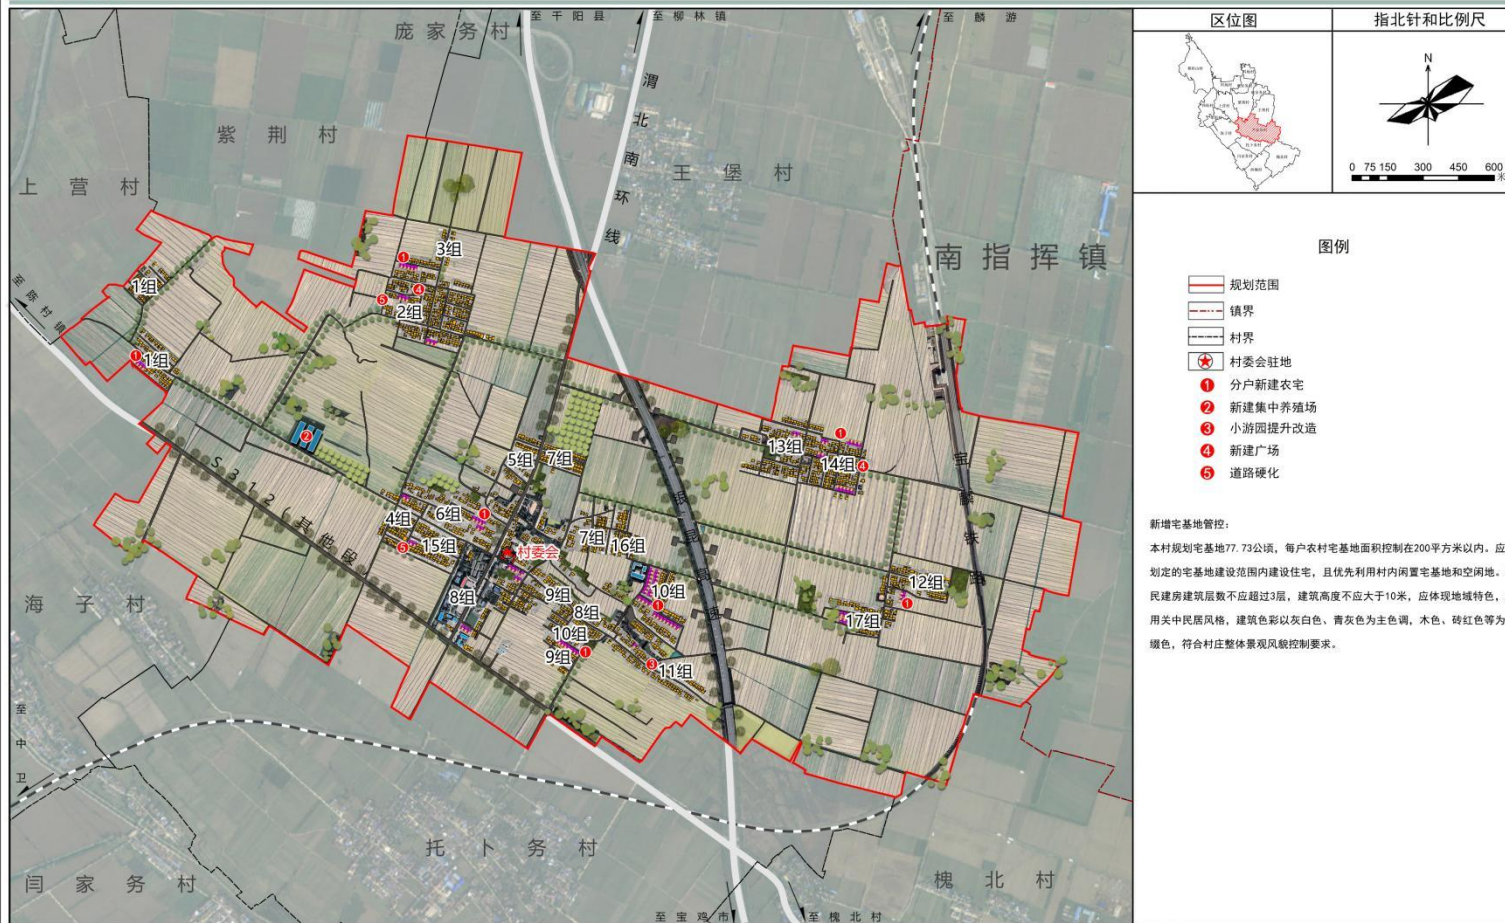 至千阳县
至柳林镇
至麟游
庞家务村
渭北南环线
紫荆村
王堡村
上营村
南指挥镇
3组
1组
2组
至陈村镇
1组
13组
14组
5组
7组
宝麟铁路
S312(其他段
6组
4组
15组
7组
16组
村委会
银昆高速
12组
17组
8组
9组
10组
8组
10组
9组
11组
海子村
至中卫
托卜务村
闫家务村
槐北村
至宝鸡市
至槐北村
区位图
指北针和比例尺
N
0 75 150 300 450 600
米
图例
规划范围
镇界
村界
村委会驻地
1 分户新建农宅
2 新建集中养殖场
3 小游园提升改造
4 新建广场
5 道路硬化
新增宅基地管控：
本村规划宅基地77.73公顷，每户农村宅基地面积控制在200平方米以内。应
划定的宅基地建设范围内建设住宅，且优先利用村内闲置宅基地和空闲地。
民建房建筑层数不应超过3层，建筑高度不应大于10米，应体现地域特色，
用关中民居风格，建筑色彩以灰白色、青灰色为主色调，木色、砖红色等为
缀色，符合村庄整体景观风貌控制要求。